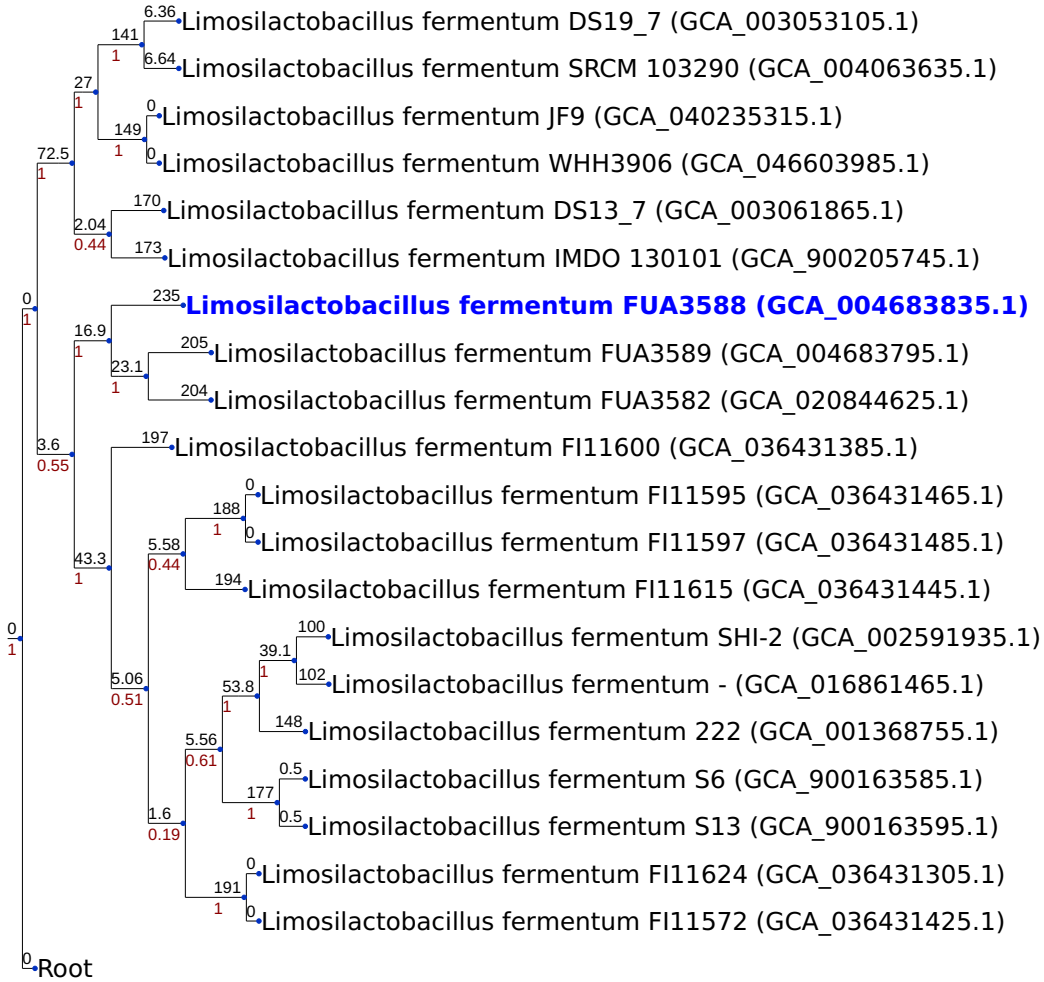 6.36 Limosilactobacillus fermentum DS19_7 (GCA_003053105.1)
141
1
6.64 Limosilactobacillus fermentum SRCM 103290 (GCA_004063635.1)
27
1
0 Limosilactobacillus fermentum JF9 (GCA_040235315.1)
149
1
0 Limosilactobacillus fermentum WHH3906 (GCA_046603985.1)
72.5
1
170 Limosilactobacillus fermentum DS13_7 (GCA_003061865.1)
2.04
0.44
173 Limosilactobacillus fermentum IMDO 130101 (GCA_900205745.1)
0
1
235 Limosilactobacillus fermentum FUA3588 (GCA_004683835.1)
16.9
1
205 Limosilactobacillus fermentum FUA3589 (GCA_004683795.1)
23.1
1
204 Limosilactobacillus fermentum FUA3582 (GCA_020844625.1)
3.6
0.55
197 Limosilactobacillus fermentum FI11600 (GCA_036431385.1)
0 Limosilactobacillus fermentum FI11595 (GCA_036431465.1)
188
1
0 Limosilactobacillus fermentum FI11597 (GCA_036431485.1)
5.58
0.44
43.3
1
194 Limosilactobacillus fermentum FI11615 (GCA_036431445.1)
0
1
100 Limosilactobacillus fermentum SHI-2 (GCA_002591935.1)
39.1
1
102 Limosilactobacillus fermentum - (GCA_016861465.1)
5.06
0.51
53.8
1
148 Limosilactobacillus fermentum 222 (GCA_001368755.1)
5.56
0.61
0.5 Limosilactobacillus fermentum S6 (GCA_900163585.1)
177
1
0.5 Limosilactobacillus fermentum S13 (GCA_900163595.1)
1.6
0.19
0 Limosilactobacillus fermentum FI11624 (GCA_036431305.1)
191
1
0 Limosilactobacillus fermentum FI11572 (GCA_036431425.1)
0 Root